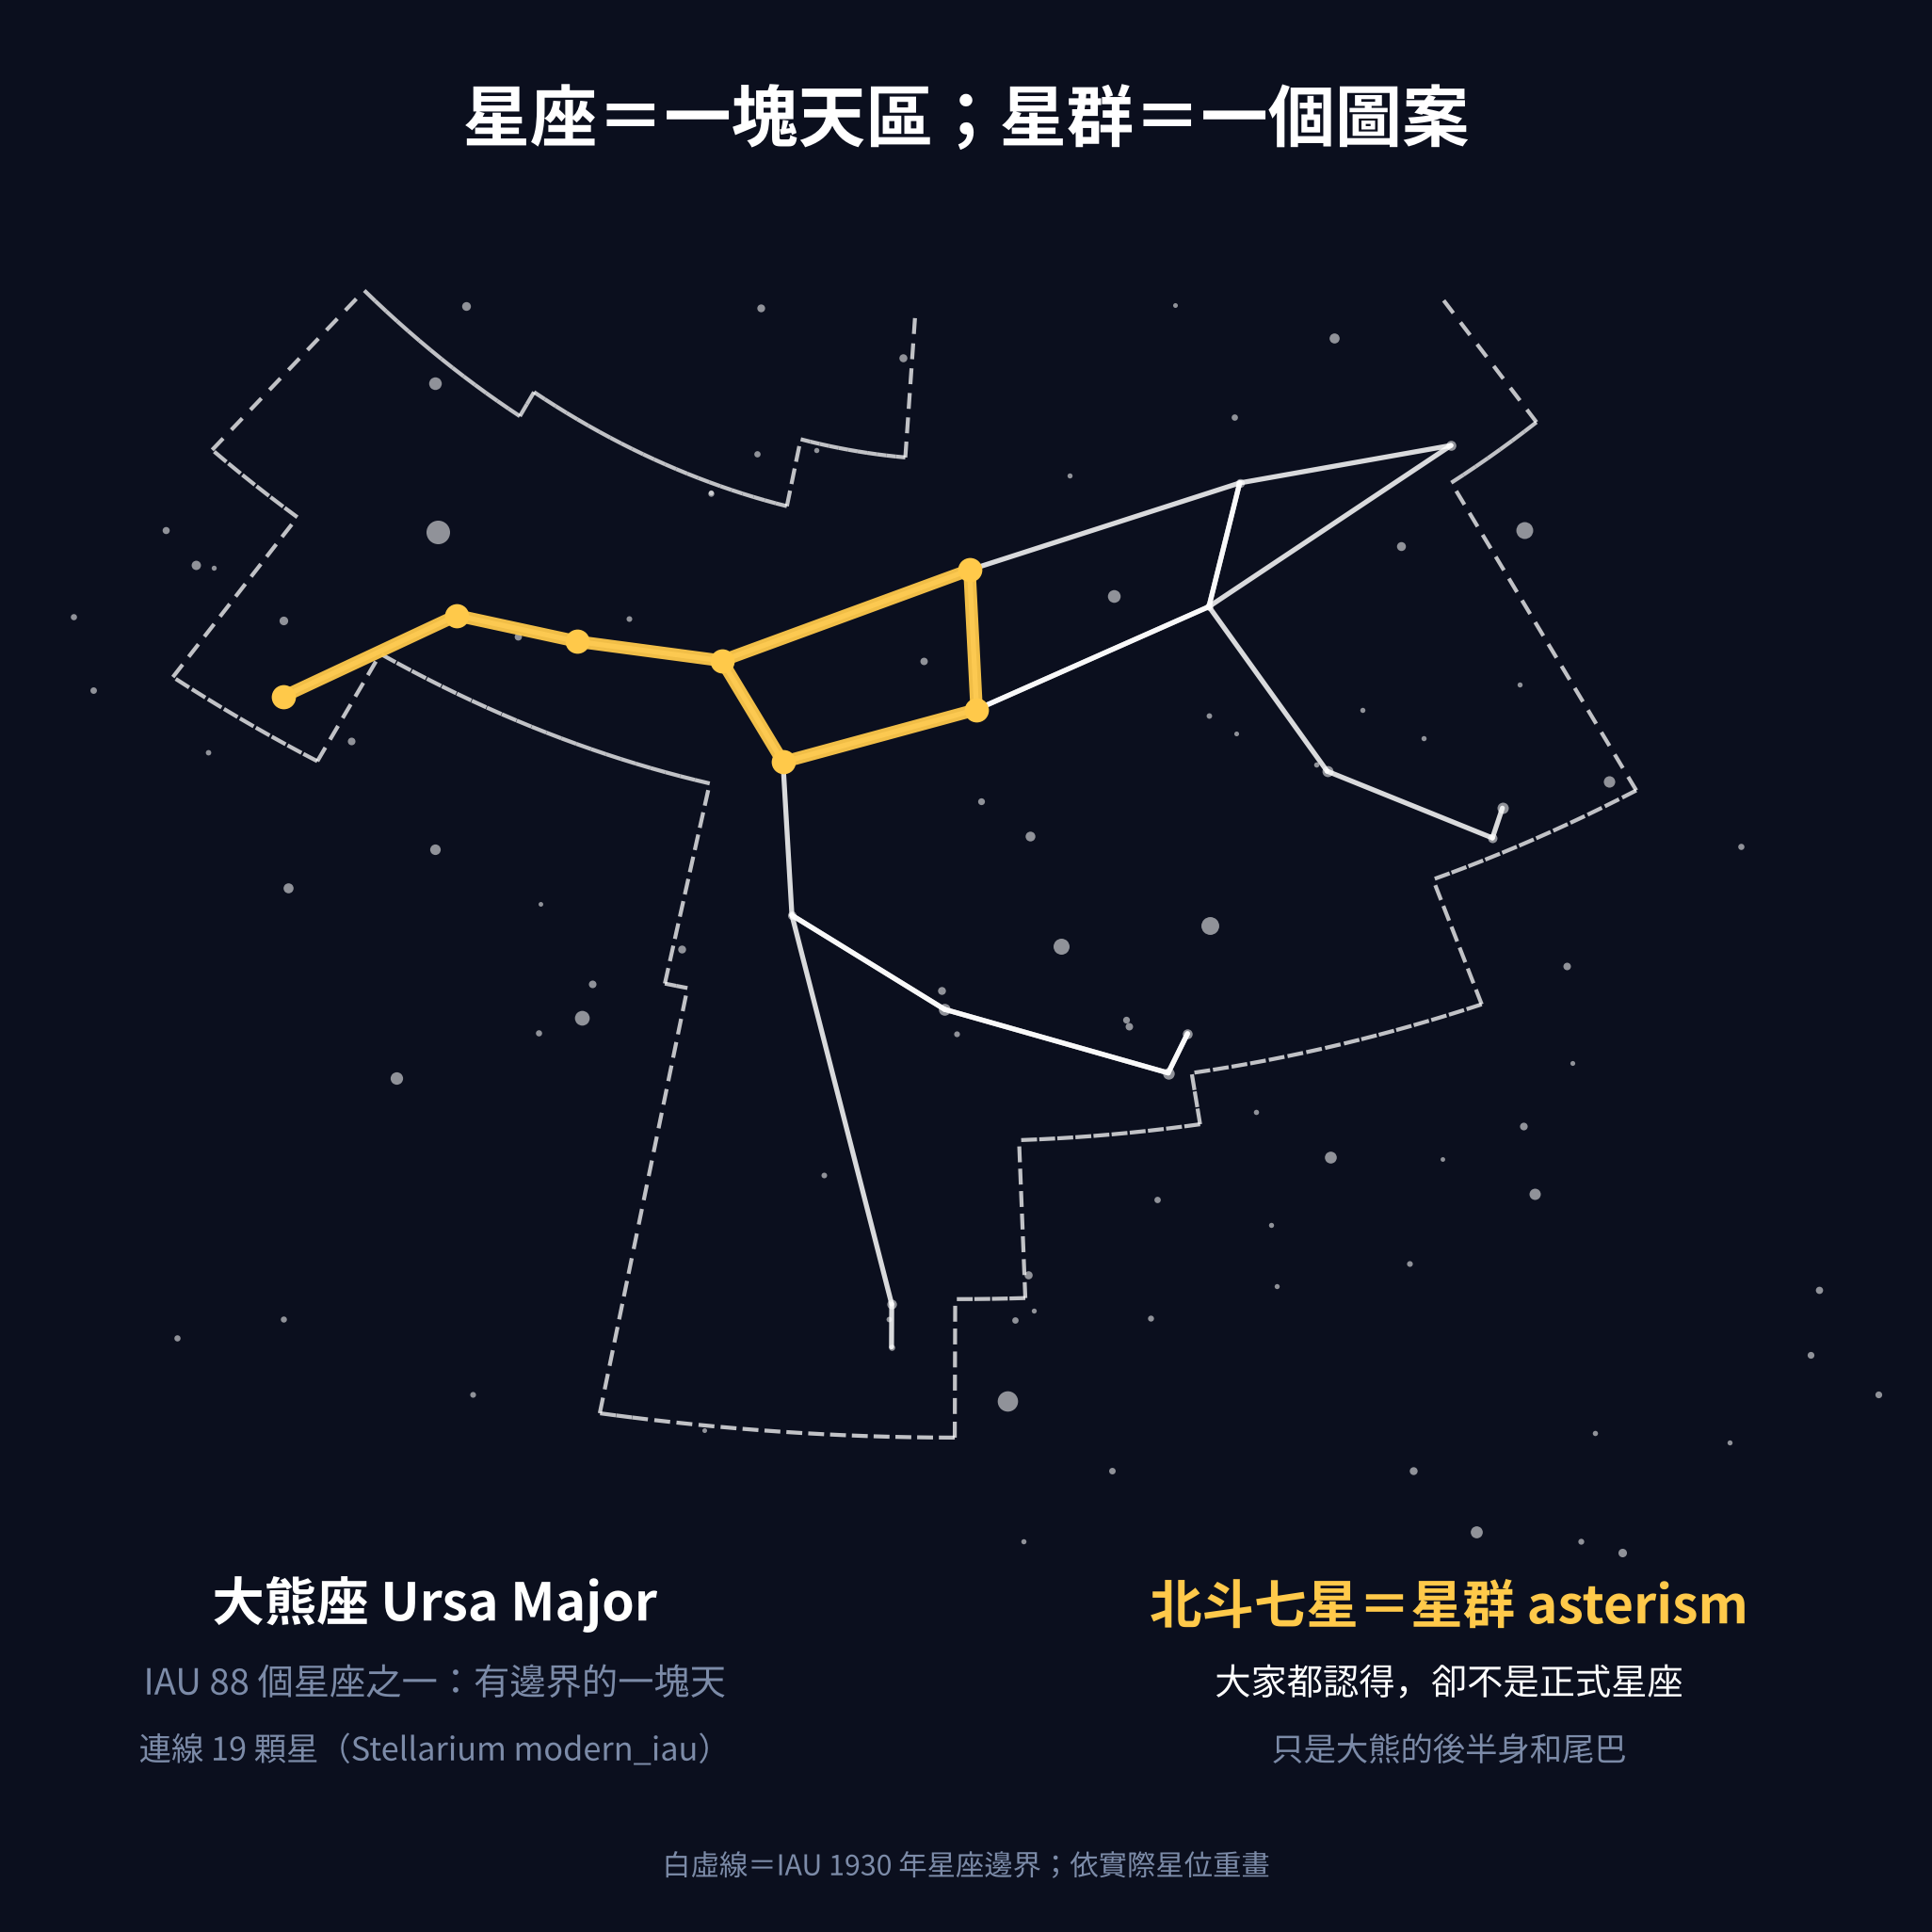 星座＝一塊天區；星群＝一個圖案
大熊座 Ursa Major
IAU 88 個星座之一：有邊界的一塊天
連線 19 顆星（Stellarium modern_iau）
北斗七星＝星群 asterism
大家都認得，卻不是正式星座
只是大熊的後半身和尾巴
白虛線＝IAU 1930 年星座邊界；依實際星位重畫